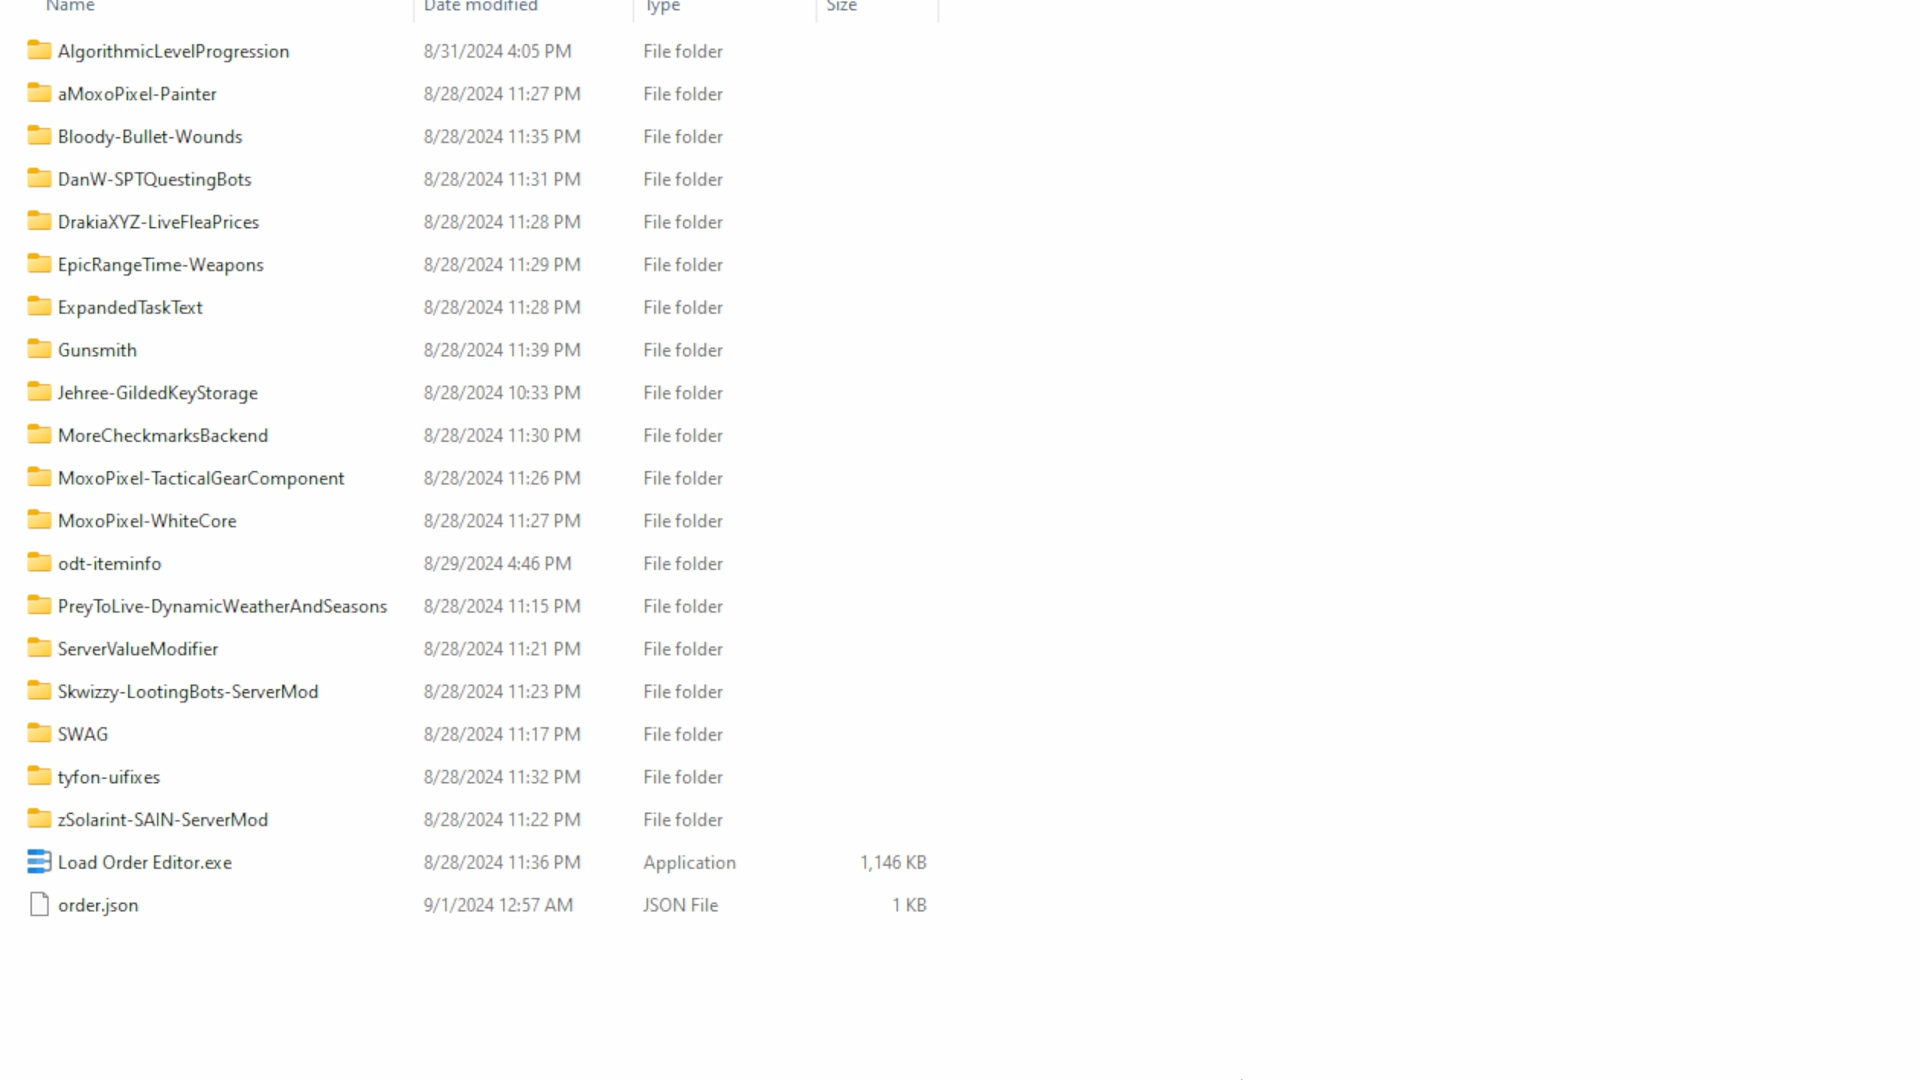 Name Date modified Type Size
AlgorithmicLevelProgression 8/31/2024 4:05 PM File folder
aMoxoPixel-Painter 8/28/2024 11:27 PM File folder
Bloody-Bullet-Wounds 8/28/2024 11:35 PM File folder
DanW-SPTQuestingBots 8/28/2024 11:31 PM File folder
DrakiaXYZ-LiveFleaPrices 8/28/2024 11:28 PM File folder
EpicRangeTime-Weapons 8/28/2024 11:29 PM File folder
ExpandedTaskText 8/28/2024 11:28 PM File folder
Gunsmith 8/28/2024 11:39 PM File folder
Jehree-GildedKeyStorage 8/28/2024 10:33 PM File folder
MoreCheckmarksBackend 8/28/2024 11:30 PM File folder
MoxoPixel-TacticalGearComponent 8/28/2024 11:26 PM File folder
MoxoPixel-WhiteCore 8/28/2024 11:27 PM File folder
odt-iteminfo 8/29/2024 4:46 PM File folder
PreyToLive-DynamicWeatherAndSeasons 8/28/2024 11:15 PM File folder
ServerValueModifier 8/28/2024 11:21 PM File folder
Skwizzy-LootingBots-ServerMod 8/28/2024 11:23 PM File folder
SWAG 8/28/2024 11:17 PM File folder
tyfon-uifixes 8/28/2024 11:32 PM File folder
zSolarint-SAIN-ServerMod 8/28/2024 11:22 PM File folder
Load Order Editor.exe 8/28/2024 11:36 PM Application 1,146 KB
order.json 9/1/2024 12:57 AM JSON File 1 KB